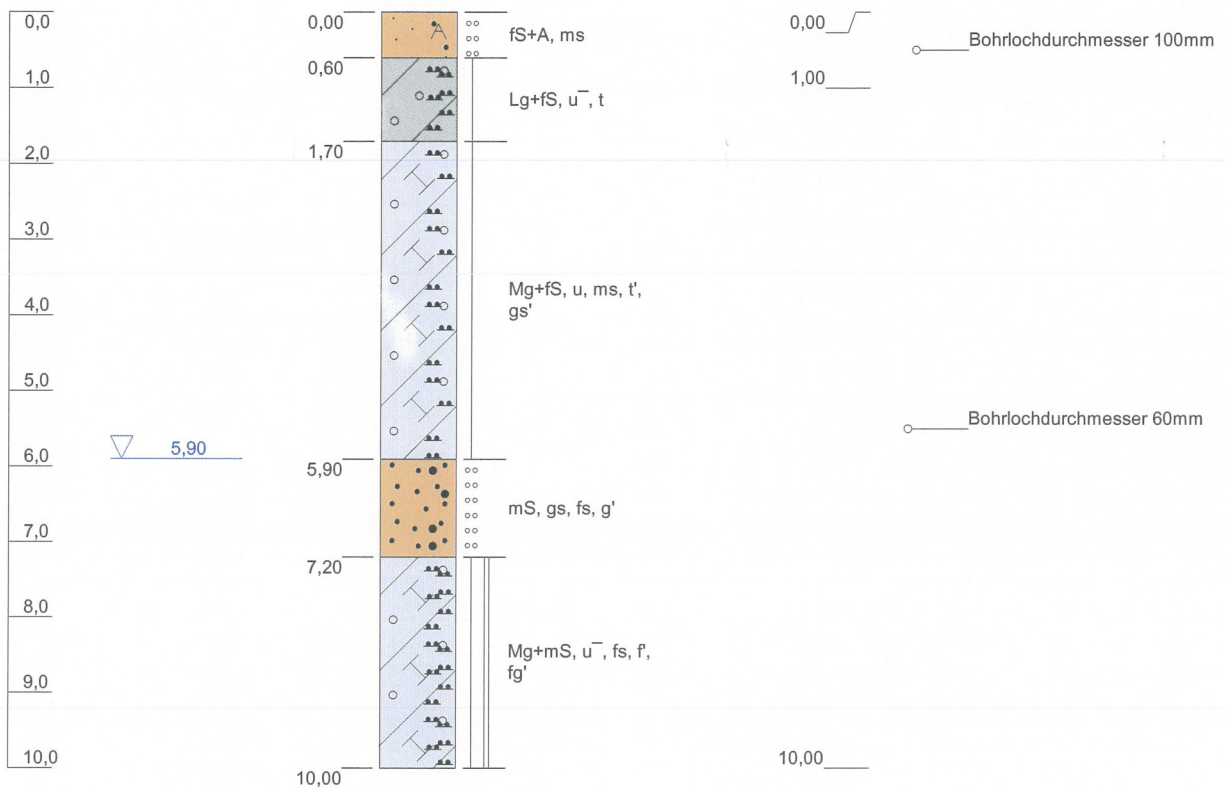 0,0
1,0
2,0
3,0
4,0
5,0
6,0
7,0
8,0
9,0
10,0
5,90
0,00
0,60
1,70
5,90
7,20
10,00
A
fS+A, ms
Lg+fS, u¯, t
Mg+fS, u, ms, t',
gs'
mS, gs, fs, g'
Mg+mS, u¯, fs, f',
fg'
0,00
1,00
10,00
Bohrlochdurchmesser 100mm
Bohrlochdurchmesser 60mm